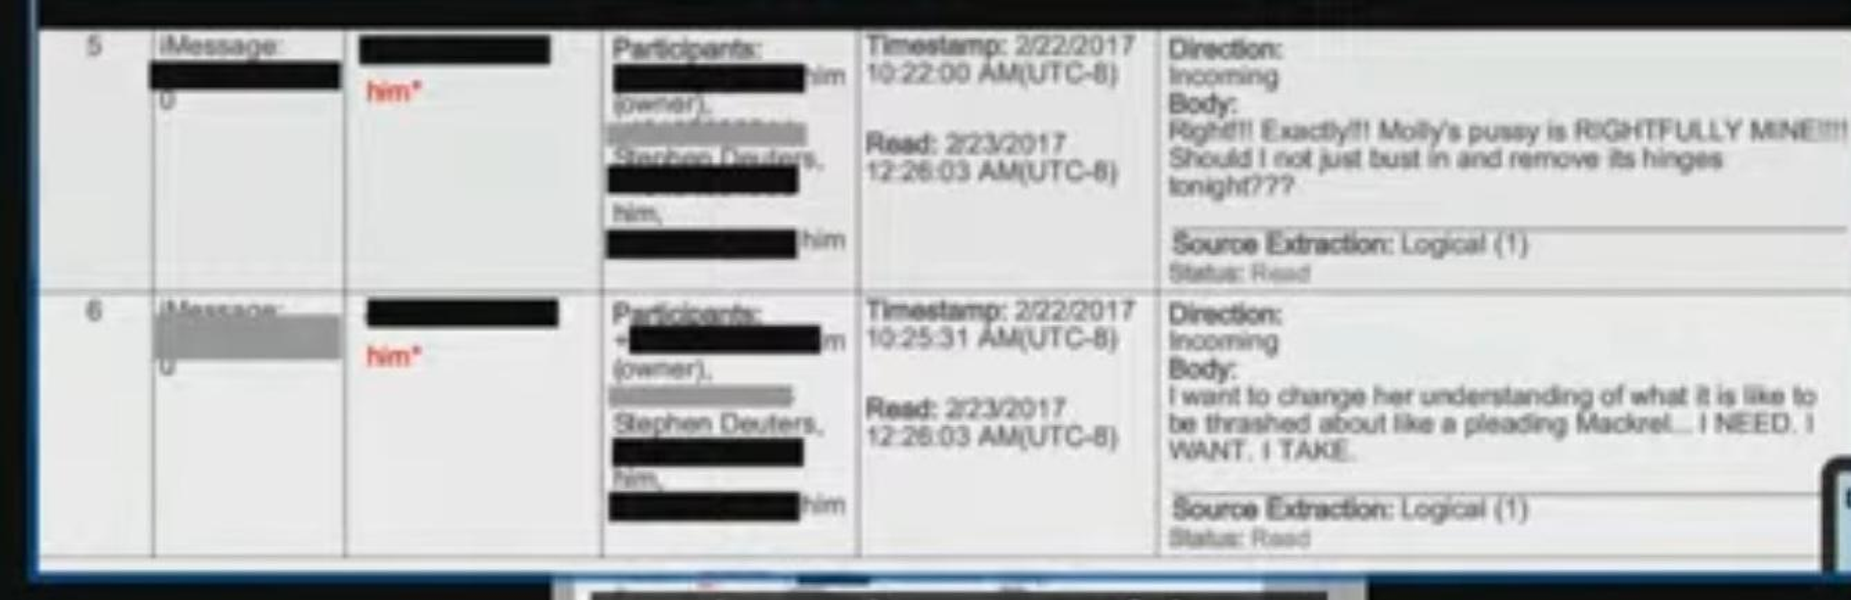 5
iMessage:
0
him*
Participants:
him
(owner),
Stephen Deuters,
him,
him
Timestamp: 2/22/2017
10:22:00 AM(UTC-8)
Read: 2/23/2017
12:26:03 AM(UTC-8)
Direction:
Incoming
Body:
Right!!! Exactly!!! Molly's pussy is RIGHTFULLY MINE!!!!
Should I not just bust in and remove its hinges
tonight???
Source Extraction: Logical (1)
Status: Read
6
iMessage:
0
him*
Participants:
+
m
(owner),
Stephen Deuters,
him,
him
Timestamp: 2/22/2017
10:25:31 AM(UTC-8)
Read: 2/23/2017
12:26:03 AM(UTC-8)
Direction:
Incoming
Body:
I want to change her understanding of what it is like to
be thrashed about like a pleading Mackrel... I NEED. I
WANT. I TAKE.
Source Extraction: Logical (1)
Status: Read